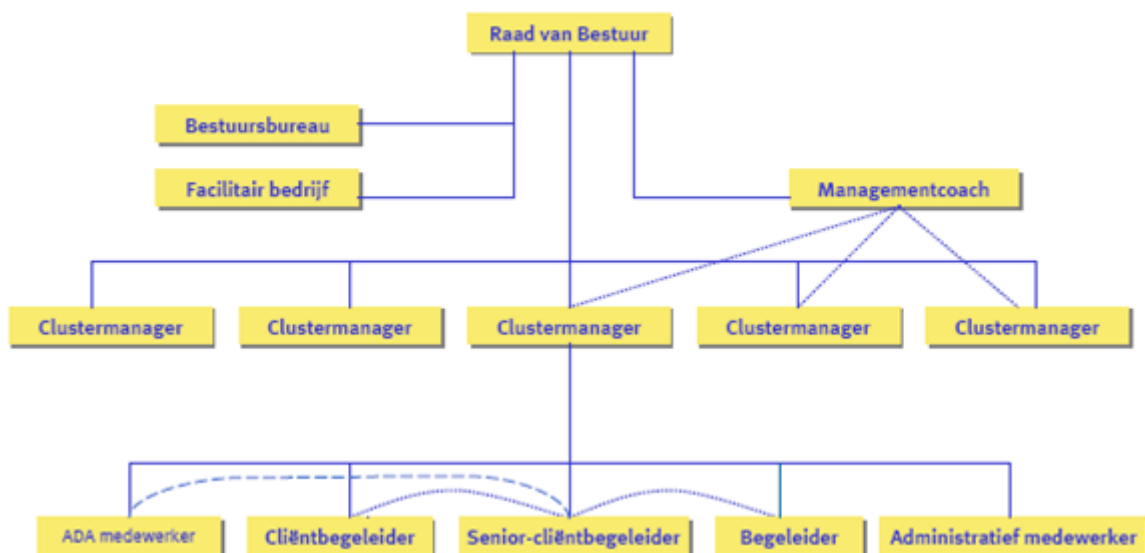 Raad van Bestuur
Bestuursbureau
Facilitair bedrijf
Managementcoach
Clustermanager
Clustermanager
Clustermanager
Clustermanager
Clustermanager
ADA medewerker
Cliëntbegeleider
Senior-cliëntbegeleider
Begeleider
Administratief medewerker